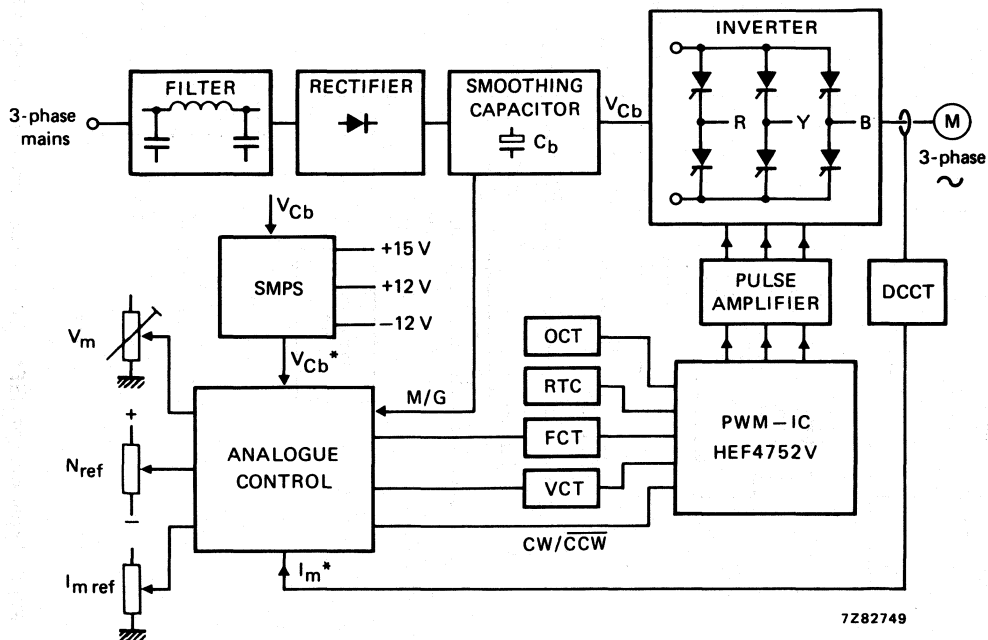 INVERTER
FILTER
RECTIFIER
SMOOTHING
CAPACITOR
C_b
V_Cb
3-phase
mains
R
Y
B
M
3-phase
∼
V_Cb
SMPS
+15 V
+12 V
−12 V
V_Cb*
PULSE
AMPLIFIER
DCCT
V_m
OCT
RTC
FCT
VCT
PWM – IC
HEF4752V
M/G
ANALOGUE
CONTROL
+
N_ref
−
CW/C̅C̅W̅
I_m ref
I_m*
7Z82749